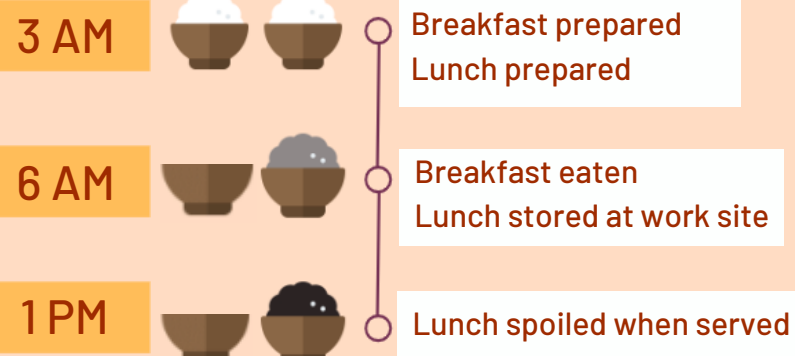 3 AM
Breakfast prepared
Lunch prepared
6 AM
Breakfast eaten
Lunch stored at work site
1 PM
Lunch spoiled when served